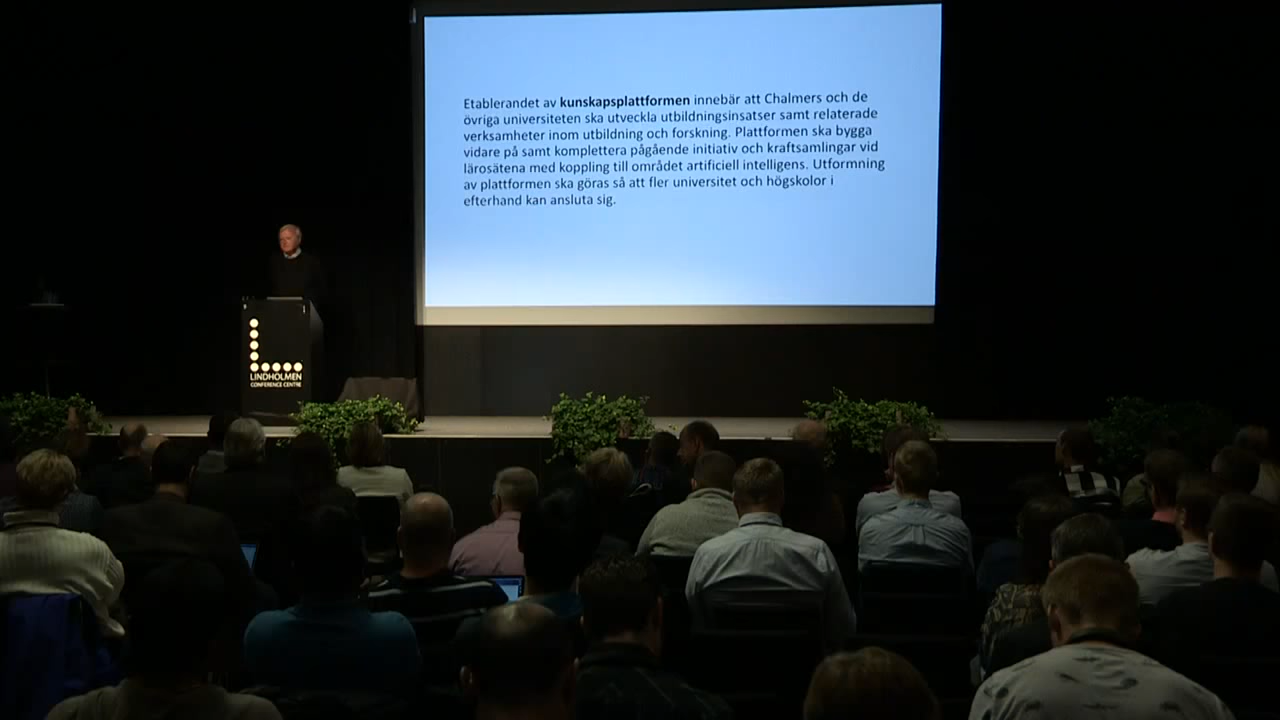 Etablerandet av kunskapsplattformen innebär att Chalmers och de
övriga universiteten ska utveckla utbildningsinsatser samt relaterade
verksamheter inom utbildning och forskning. Plattformen ska bygga
vidare på samt komplettera pågående initiativ och kraftsamlingar vid
lärosätena med koppling till området artificiell intelligens. Utformning
av plattformen ska göras så att fler universitet och högskolor i
efterhand kan ansluta sig.
LINDHOLMEN
CONFERENCE CENTRE